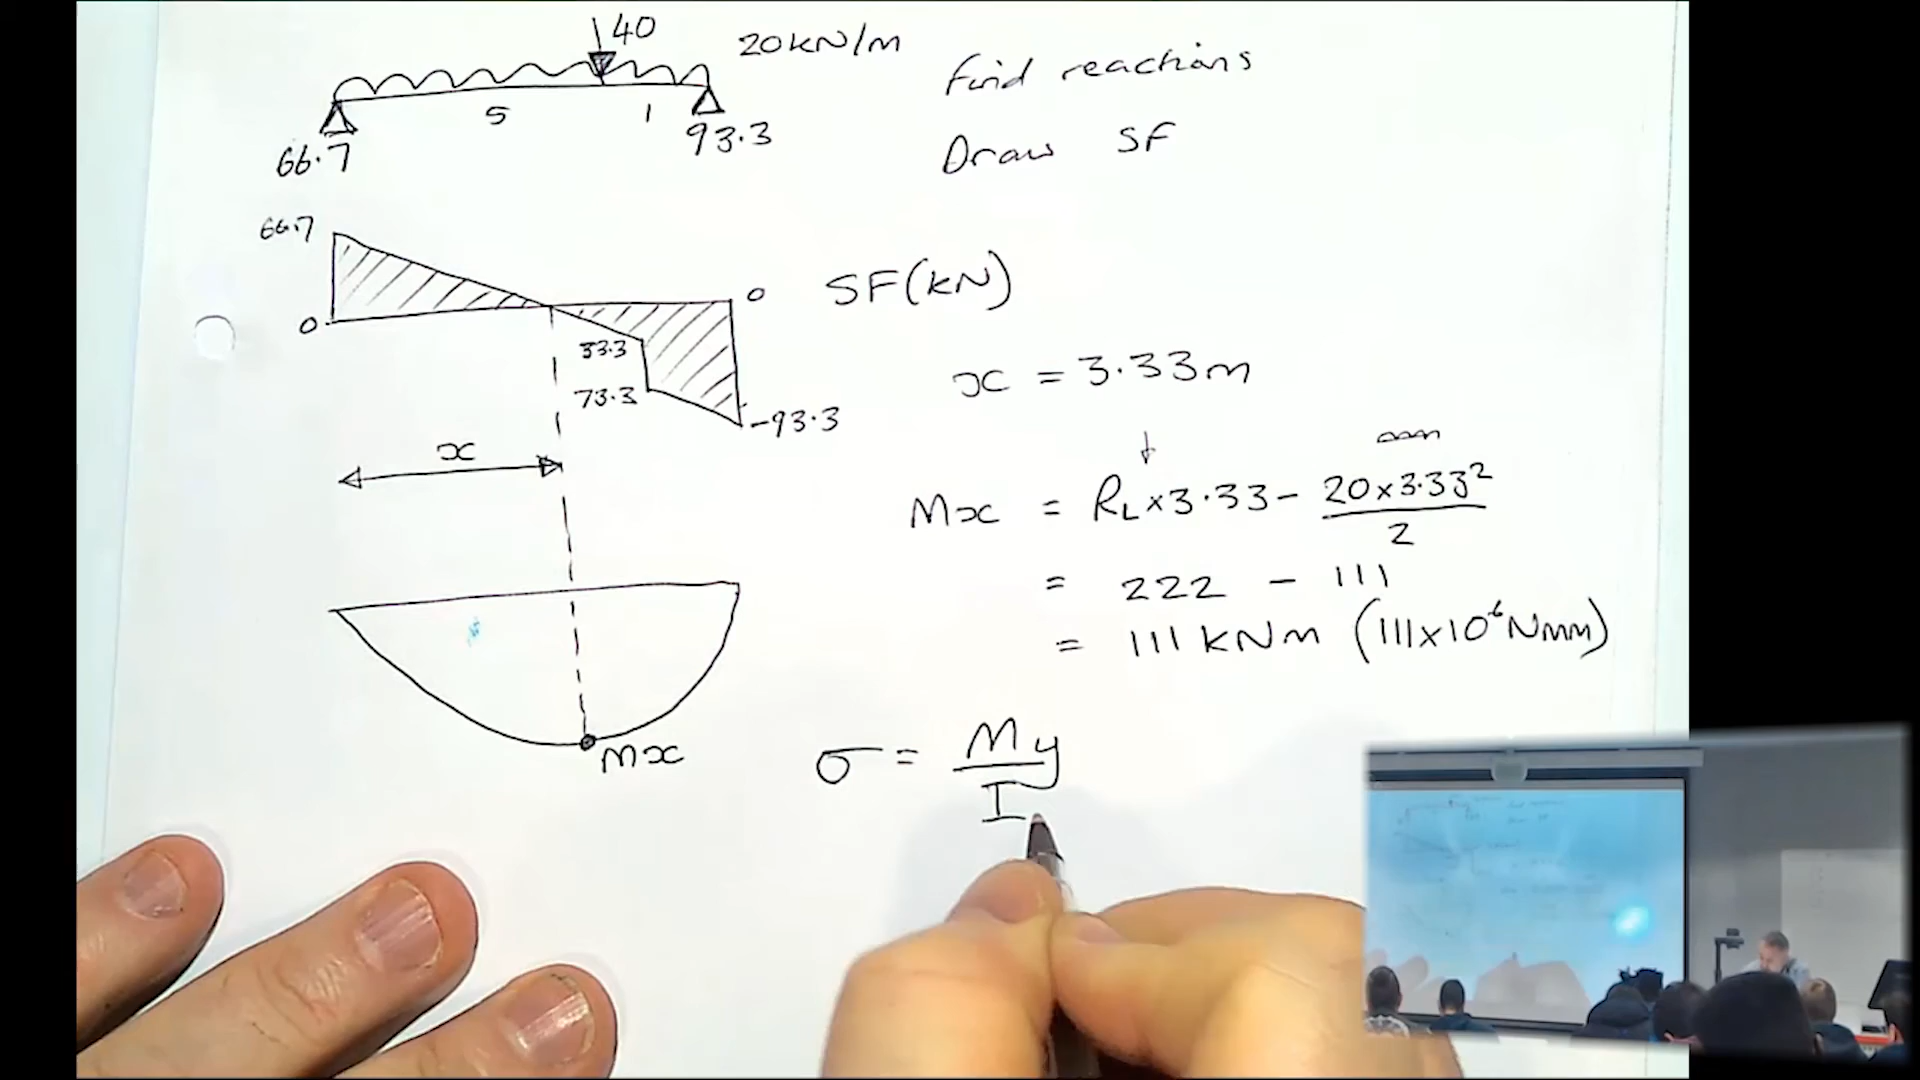 40
20kN/m
5
1
66.7
93.3
Find reactions
Draw SF
66.7
0
0
SF(kN)
33.3
73.3
-93.3
x = 3.33m
x
Mx = RL×3.33 - 20×3.33²
2
= 222 - 111
= 111 kNm (111×10⁻⁶Nmm)
Mx
σ = My
I